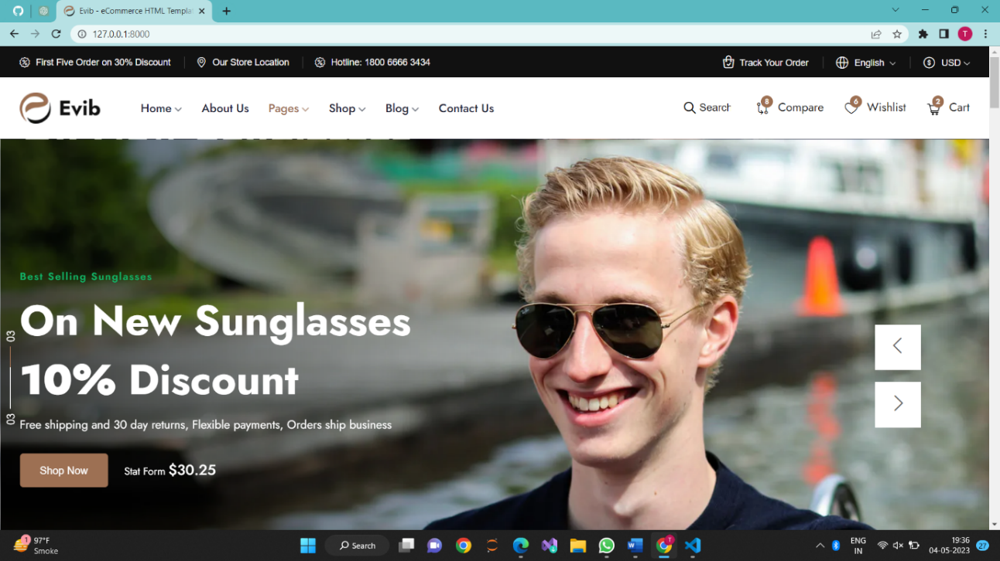 Evib - eCommerce HTML Templat
127.0.0.1:8000
T
First Five Order on 30% Discount
Our Store Location
Hotline: 1800 6666 3434
Track Your Order
English
USD
Evib
Home
About Us
Pages
Shop
Blog
Contact Us
Search
8
Compare
6
Wishlist
2
Cart
Best Selling Sunglasses
On New Sunglasses
10% Discount
Free shipping and 30 day returns, Flexible payments, Orders ship business
Shop Now
Stat Form $30.25
03
03
1
97°F
Smoke
Search
T
ENG
IN
19:36
04-05-2023
27